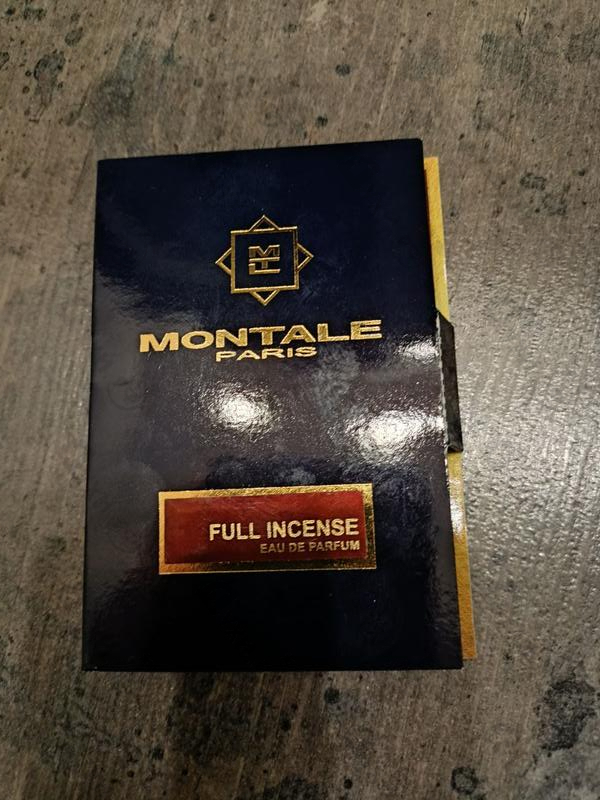 MONTALE
PARIS
FULL INCENSE
EAU DE PARFUM